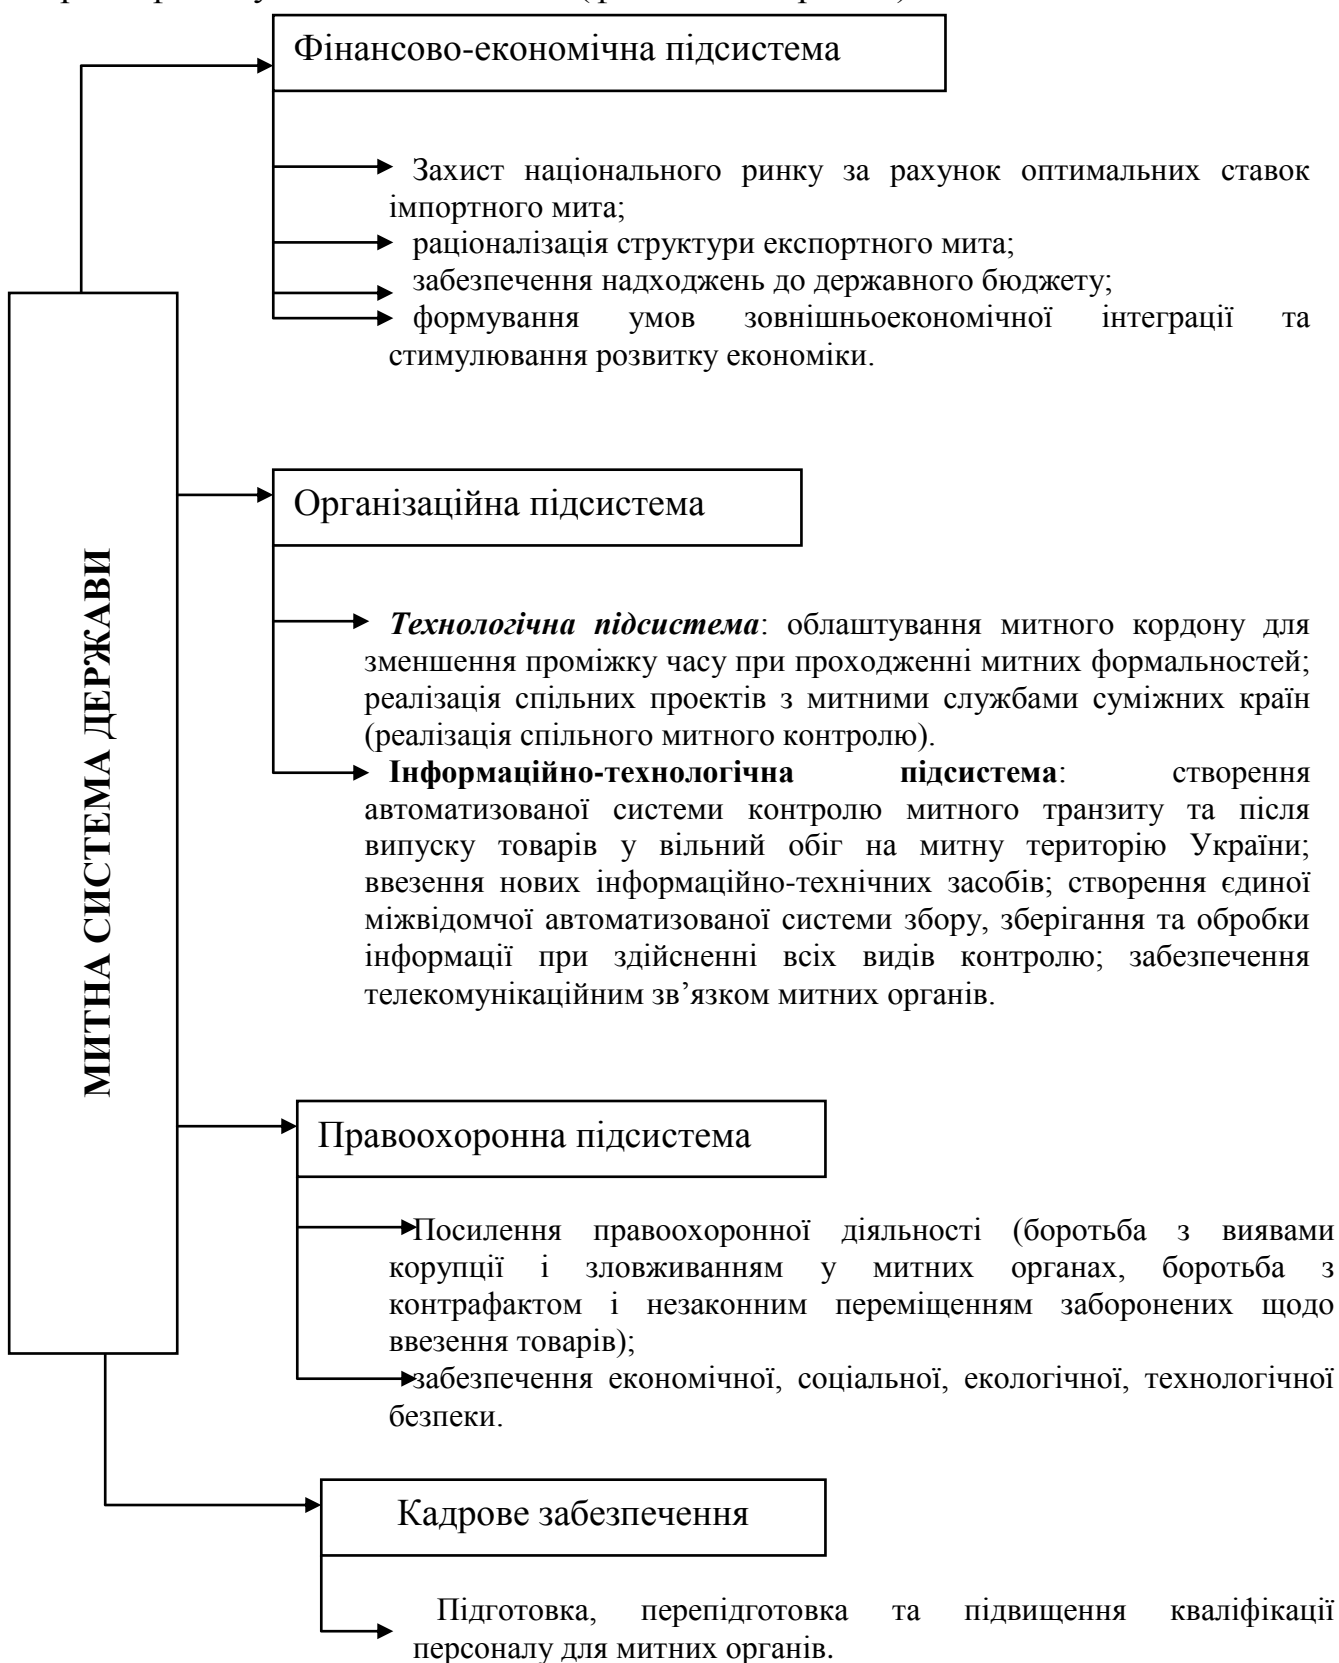 Фінансово-економічна підсистема
Захист національного ринку за рахунок оптимальних ставок
імпортного мита;
раціоналізація структури експортного мита;
забезпечення надходжень до державного бюджету;
формування умов зовнішньоекономічної інтеграції та
стимулювання розвитку економіки.
МИТНА СИСТЕМА ДЕРЖАВИ
Організаційна підсистема
Технологічна підсистема: облаштування митного кордону для
зменшення проміжку часу при проходженні митних формальностей;
реалізація спільних проектів з митними службами суміжних країн
(реалізація спільного митного контролю).
Інформаційно-технологічна підсистема: створення
автоматизованої системи контролю митного транзиту та після
випуску товарів у вільний обіг на митну територію України;
ввезення нових інформаційно-технічних засобів; створення єдиної
міжвідомчої автоматизованої системи збору, зберігання та обробки
інформації при здійсненні всіх видів контролю; забезпечення
телекомунікаційним зв’язком митних органів.
Правоохоронна підсистема
Посилення правоохоронної діяльності (боротьба з виявами
корупції і зловживанням у митних органах, боротьба з
контрафактом і незаконним переміщенням заборонених щодо
ввезення товарів);
забезпечення економічної, соціальної, екологічної, технологічної
безпеки.
Кадрове забезпечення
Підготовка, перепідготовка та підвищення кваліфікації
персоналу для митних органів.